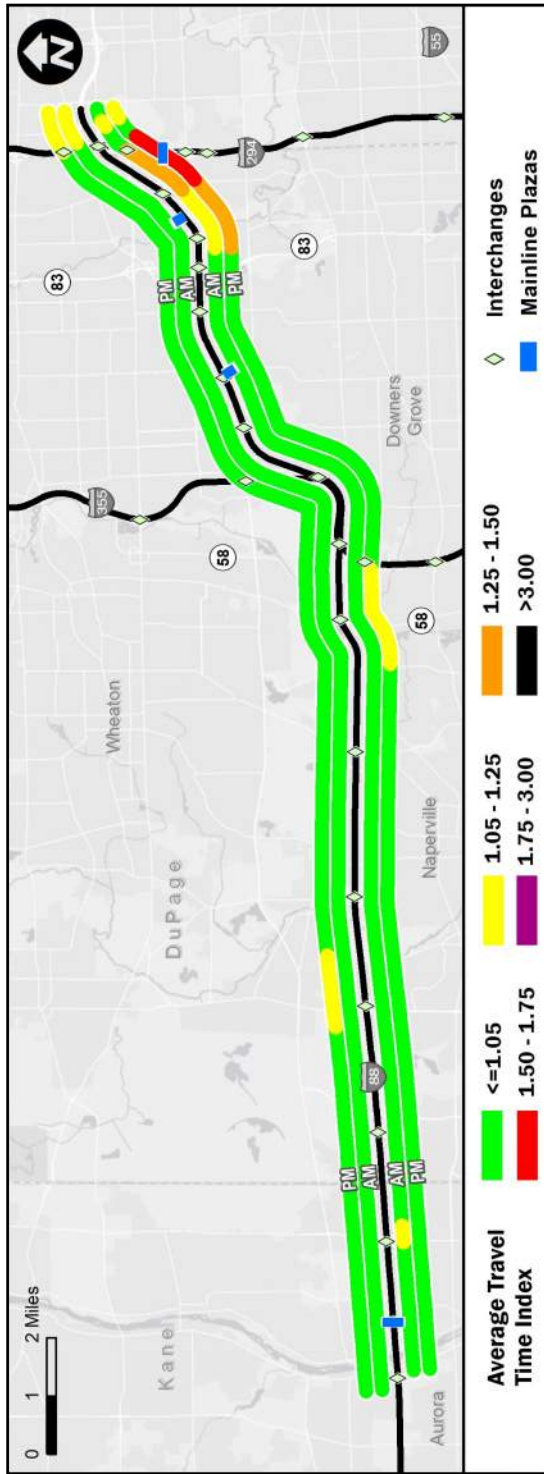 0 1 2 Miles
N
Kane
DuPage
Wheaton
355
83
58
294
83
55
PM
AM
AM
PM
PM
AM
AM
PM
88
Aurora
Naperville
58
Downers
Grove
Average Travel
Time Index
<=1.05
1.05 - 1.25
1.25 - 1.50
1.50 - 1.75
1.75 - 3.00
>3.00
Interchanges
Mainline Plazas